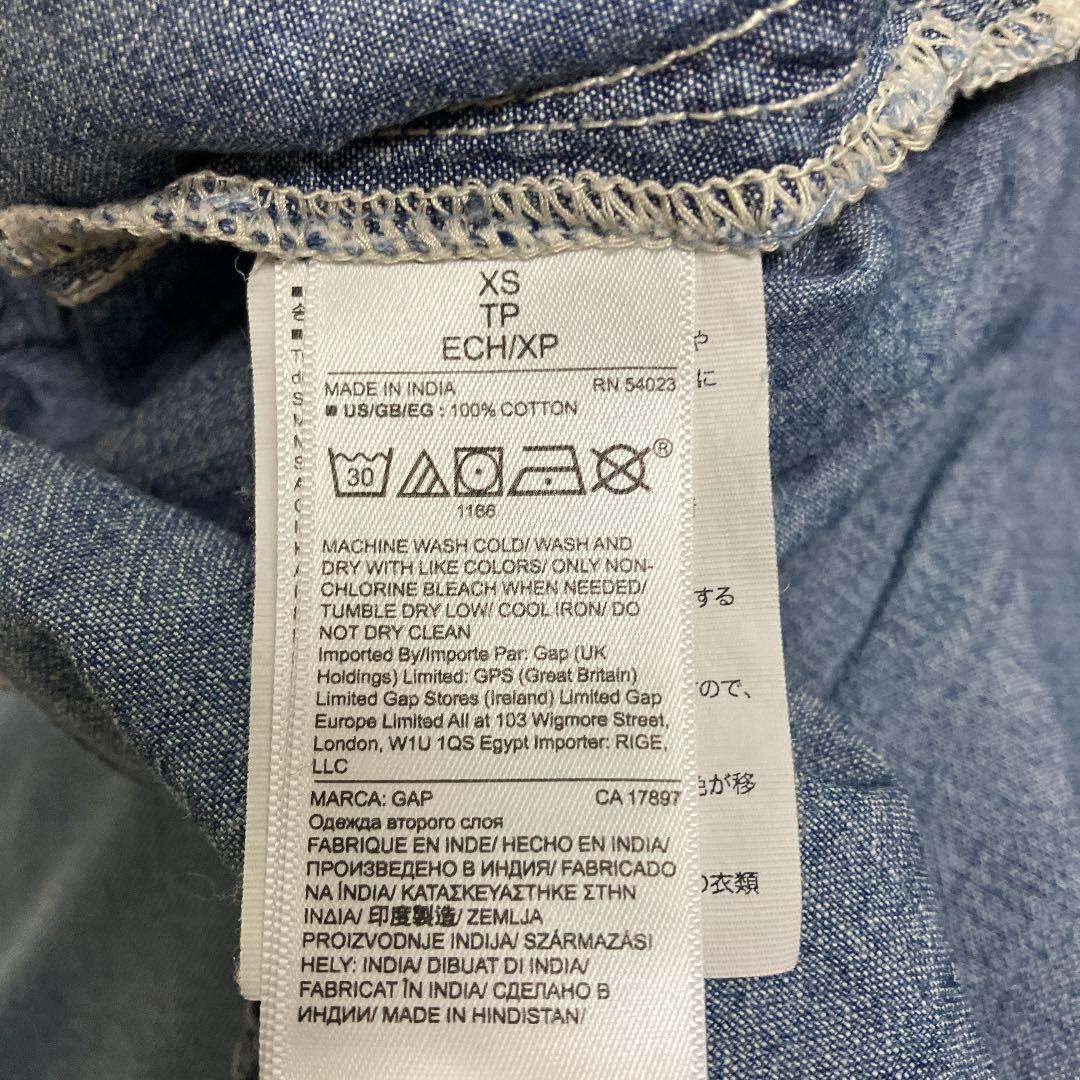 XS
TP
ECH/XP
MADE IN INDIA RN 54023
■ US/GB/EG : 100% COTTON
30
®
1166
MACHINE WASH COLD/ WASH AND
DRY WITH LIKE COLORS/ ONLY NON-
CHLORINE BLEACH WHEN NEEDED/
TUMBLE DRY LOW/ COOL IRON/ DO
NOT DRY CLEAN
Imported By/Importe Par: Gap (UK
Holdings) Limited: GPS (Great Britain)
Limited Gap Stores (Ireland) Limited Gap
Europe Limited All at 103 Wigmore Street,
London, W1U 1QS Egypt Importer: RIGE,
LLC
MARCA: GAP CA 17897
Одежда второго слоя
FABRIQUE EN INDE/ HECHO EN INDIA/
ПРОИЗВЕДЕНО В ИНДИЯ/ FABRICADO
NA ÍNDIA/ ΚΑΤΑΣΚΕΥΑΣΤΗΚΕ ΣΤΗΝ
ΙΝΔΙΑ/ 印度製造/ ZEMLJA
PROIZVODNJE INDIJA/ SZÁRMAZÁSI
HELY: INDIA/ DIBUAT DI INDIA/
FABRICAT ÎN INDIA/ СДЕЛАНО В
ИНДИИ/ MADE IN HINDISTAN/
や
に
する
ので、
が移
の衣類